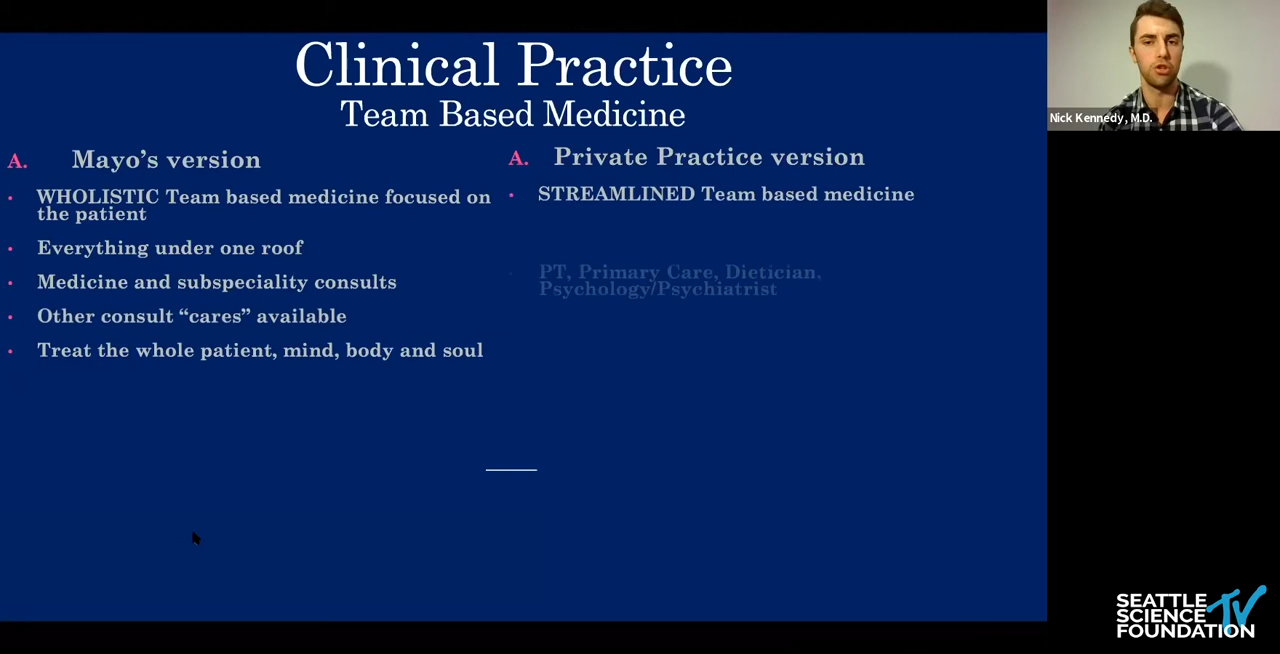 Clinical Practice
Team Based Medicine
A. Mayo's version
• WHOLISTIC Team based medicine focused on
the patient
• Everything under one roof
• Medicine and subspeciality consults
• Other consult “cares” available
• Treat the whole patient, mind, body and soul
A. Private Practice version
• STREAMLINED Team based medicine
• PT, Primary Care, Dietician,
Psychology/Psychiatrist
Nick Kennedy, M.D.
SEATTLE
SCIENCE TV
FOUNDATION